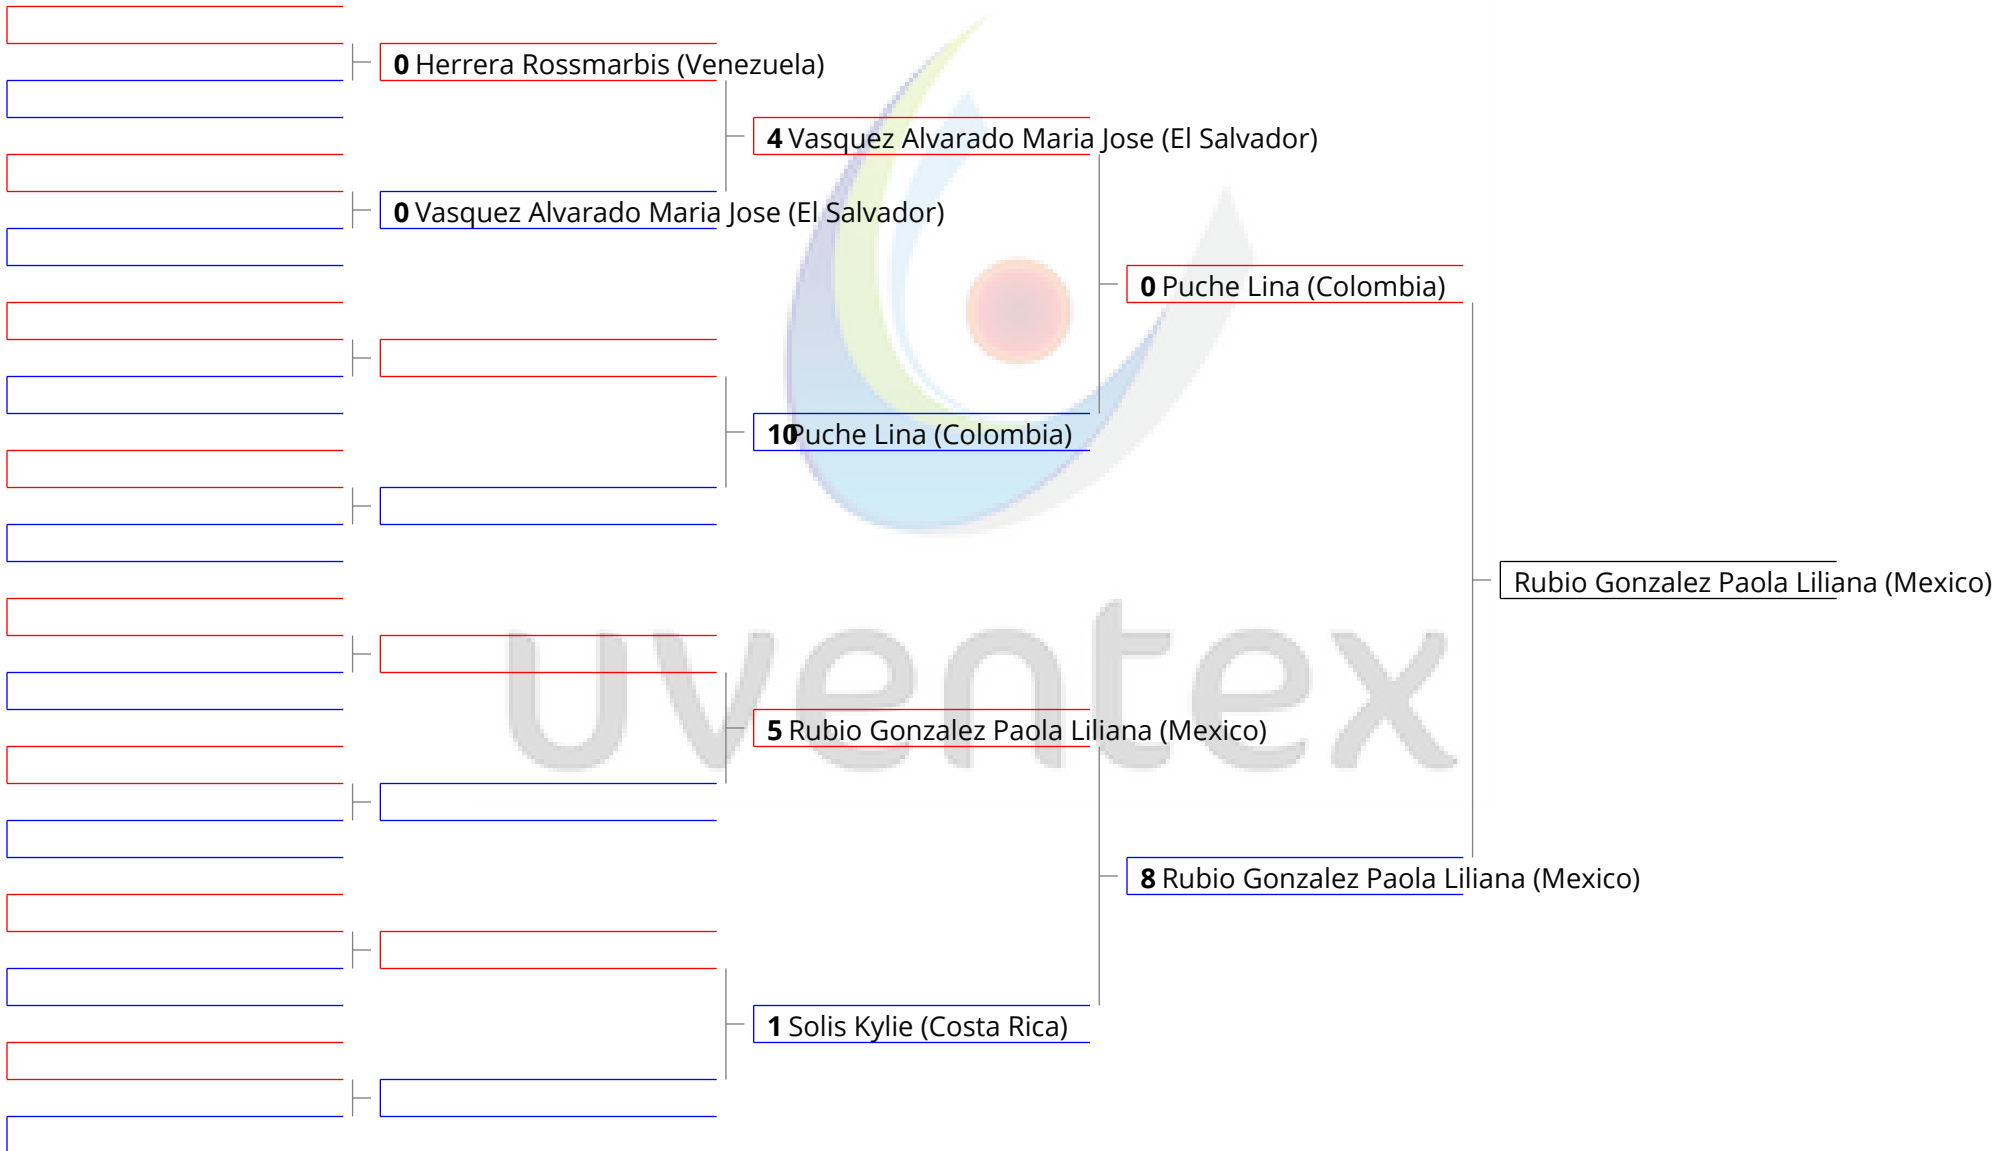 0 Herrera Rossmarbis (Venezuela)
4 Vasquez Alvarado Maria Jose (El Salvador)
0 Vasquez Alvarado Maria Jose (El Salvador)
0 Puche Lina (Colombia)
10 Puche Lina (Colombia)
Rubio Gonzalez Paola Liliana (Mexico)
uventex
5 Rubio Gonzalez Paola Liliana (Mexico)
8 Rubio Gonzalez Paola Liliana (Mexico)
1 Solis Kylie (Costa Rica)